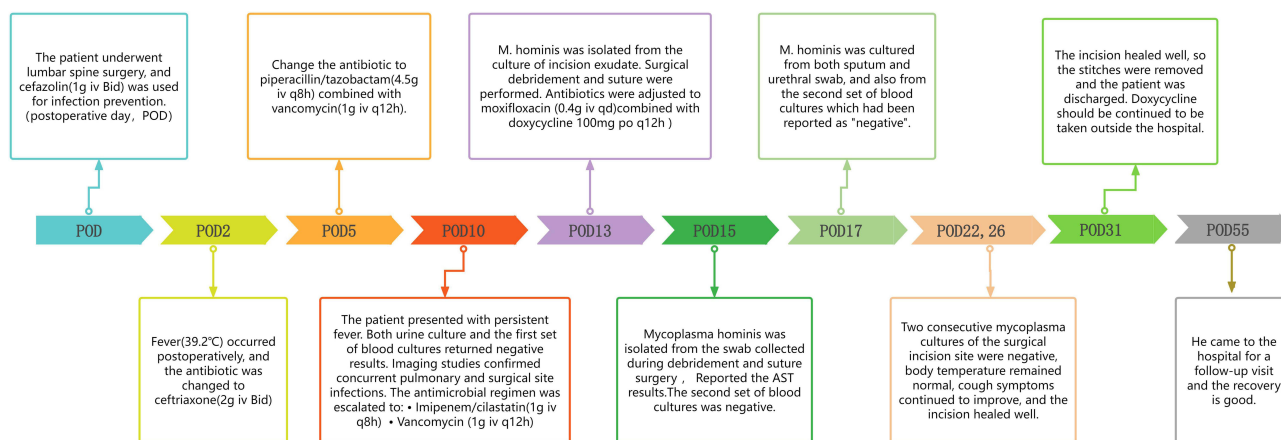 The patient underwent
lumbar spine surgery, and
cefazolin(1g iv Bid) was used
for infection prevention.
(postoperative day, POD)
Change the antibiotic to
piperacillin/tazobactam(4.5g
iv q8h) combined with
vancomycin(1g iv q12h).
M. hominis was isolated from the
culture of incision exudate. Surgical
debridement and suture were
performed. Antibiotics were adjusted to
moxifloxacin (0.4g iv qd)combined with
doxycycline 100mg po q12h )
M. hominis was cultured
from both sputum and
urethral swab, and also from
the second set of blood
cultures which had been
reported as "negative".
The incision healed well, so
the stitches were removed
and the patient was
discharged. Doxycycline
should be continued to be
taken outside the hospital.
POD
POD2
POD5
POD10
POD13
POD15
POD17
POD22,26
POD31
POD55
Fever(39.2℃) occurred
postoperatively, and
the antibiotic was
changed to
ceftriaxone(2g iv Bid)
The patient presented with persistent
fever. Both urine culture and the first set
of blood cultures returned negative
results. Imaging studies confirmed
concurrent pulmonary and surgical site
infections. The antimicrobial regimen was
escalated to: • Imipenem/cilastatin(1g iv
q8h) • Vancomycin (1g iv q12h)
Mycoplasma hominis was
isolated from the swab collected
during debridement and suture
surgery , Reported the AST
results.The second set of blood
cultures was negative.
Two consecutive mycoplasma
cultures of the surgical
incision site were negative,
body temperature remained
normal, cough symptoms
continued to improve, and the
incision healed well.
He came to the
hospital for a
follow-up visit
and the recovery
is good.